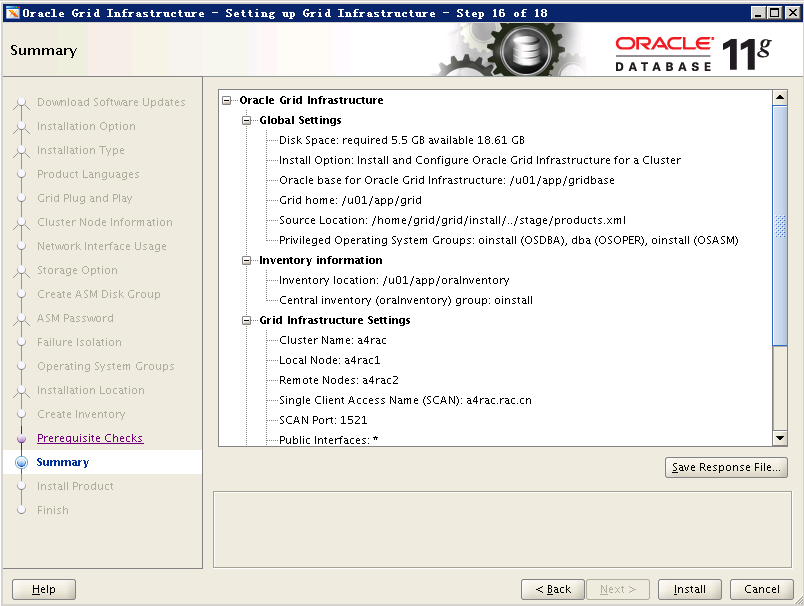 Oracle Grid Infrastructure - Setting up Grid Infrastructure - Step 16 of 18
Summary
ORACLE
DATABASE
11g
Download Software Updates
Installation Option
Installation Type
Product Languages
Grid Plug and Play
Cluster Node Information
Network Interface Usage
Storage Option
Create ASM Disk Group
ASM Password
Failure Isolation
Operating System Groups
Installation Location
Create Inventory
Prerequisite Checks
Summary
Install Product
Finish
Oracle Grid Infrastructure
Global Settings
Disk Space: required 5.5 GB available 18.61 GB
Install Option: Install and Configure Oracle Grid Infrastructure for a Cluster
Oracle base for Oracle Grid Infrastructure: /u01/app/gridbase
Grid home: /u01/app/grid
Source Location: /home/grid/grid/install/../stage/products.xml
Privileged Operating System Groups: oinstall (OSDBA), dba (OSOPER), oinstall (OSASM)
Inventory information
Inventory location: /u01/app/oraInventory
Central inventory (oraInventory) group: oinstall
Grid Infrastructure Settings
Cluster Name: a4rac
Local Node: a4rac1
Remote Nodes: a4rac2
Single Client Access Name (SCAN): a4rac.rac.cn
SCAN Port: 1521
Public Interfaces: *
Save Response File...
Help
< Back
Next >
Install
Cancel